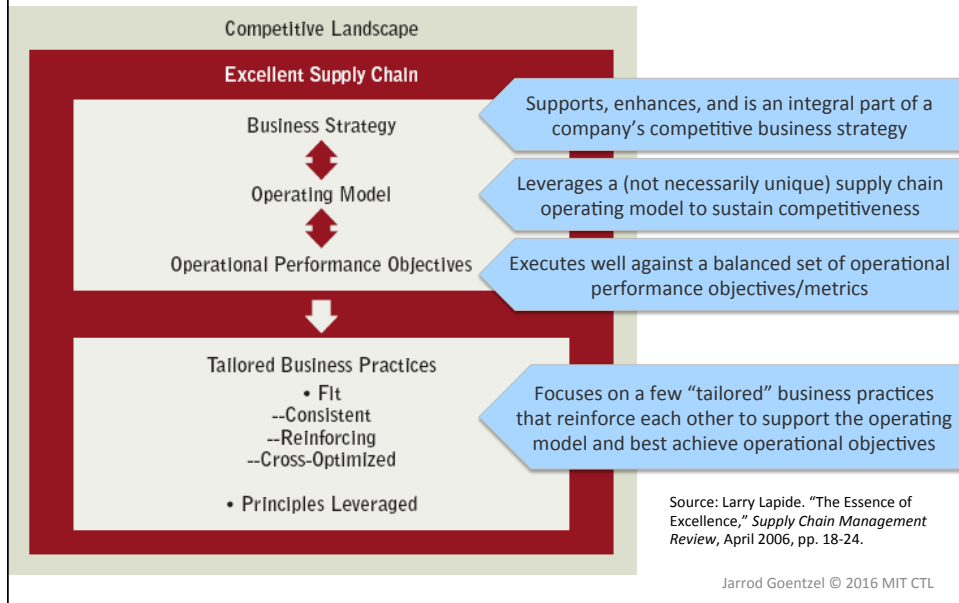 Competitive Landscape
Excellent Supply Chain
Business Strategy
Operating Model
Operational Performance Objectives
Tailored Business Practices
• Fit
--Consistent
--Reinforcing
--Cross-Optimized
• Principles Leveraged
Supports, enhances, and is an integral part of a
company’s competitive business strategy
Leverages a (not necessarily unique) supply chain
operating model to sustain competitiveness
Executes well against a balanced set of operational
performance objectives/metrics
Focuses on a few “tailored” business practices
that reinforce each other to support the operating
model and best achieve operational objectives
Source: Larry Lapide. “The Essence of
Excellence,” Supply Chain Management
Review, April 2006, pp. 18-24.
Jarrod Goentzel © 2016 MIT CTL